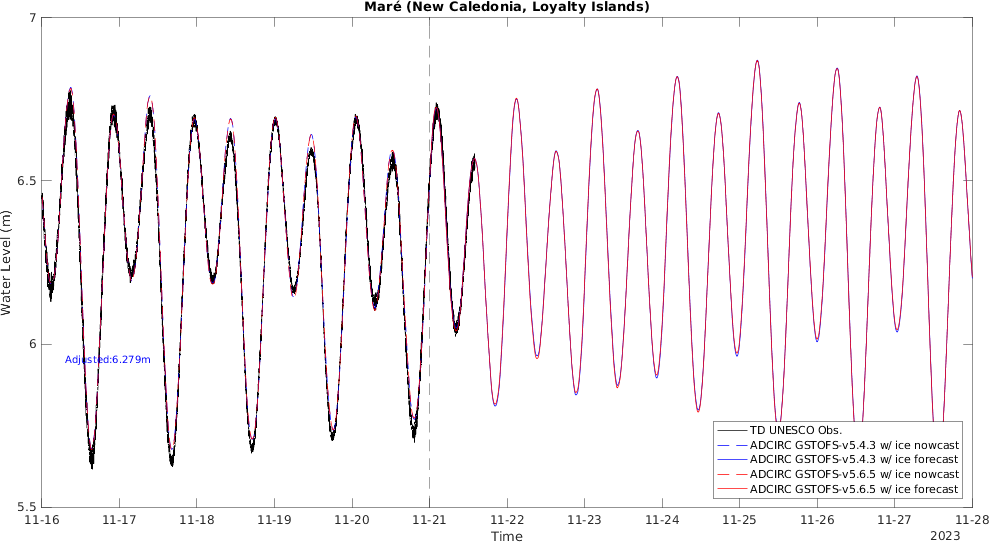 Maré (New Caledonia, Loyalty Islands)
7
6.5
6
5.5
Water Level (m)
Adjusted:6.279m
TD UNESCO Obs.
ADCIRC GSTOFS-v5.4.3 w/ ice nowcast
ADCIRC GSTOFS-v5.4.3 w/ ice forecast
ADCIRC GSTOFS-v5.6.5 w/ ice nowcast
ADCIRC GSTOFS-v5.6.5 w/ ice forecast
11-16 11-17 11-18 11-19 11-20 11-21 11-22 11-23 11-24 11-25 11-26 11-27 11-28
Time
2023